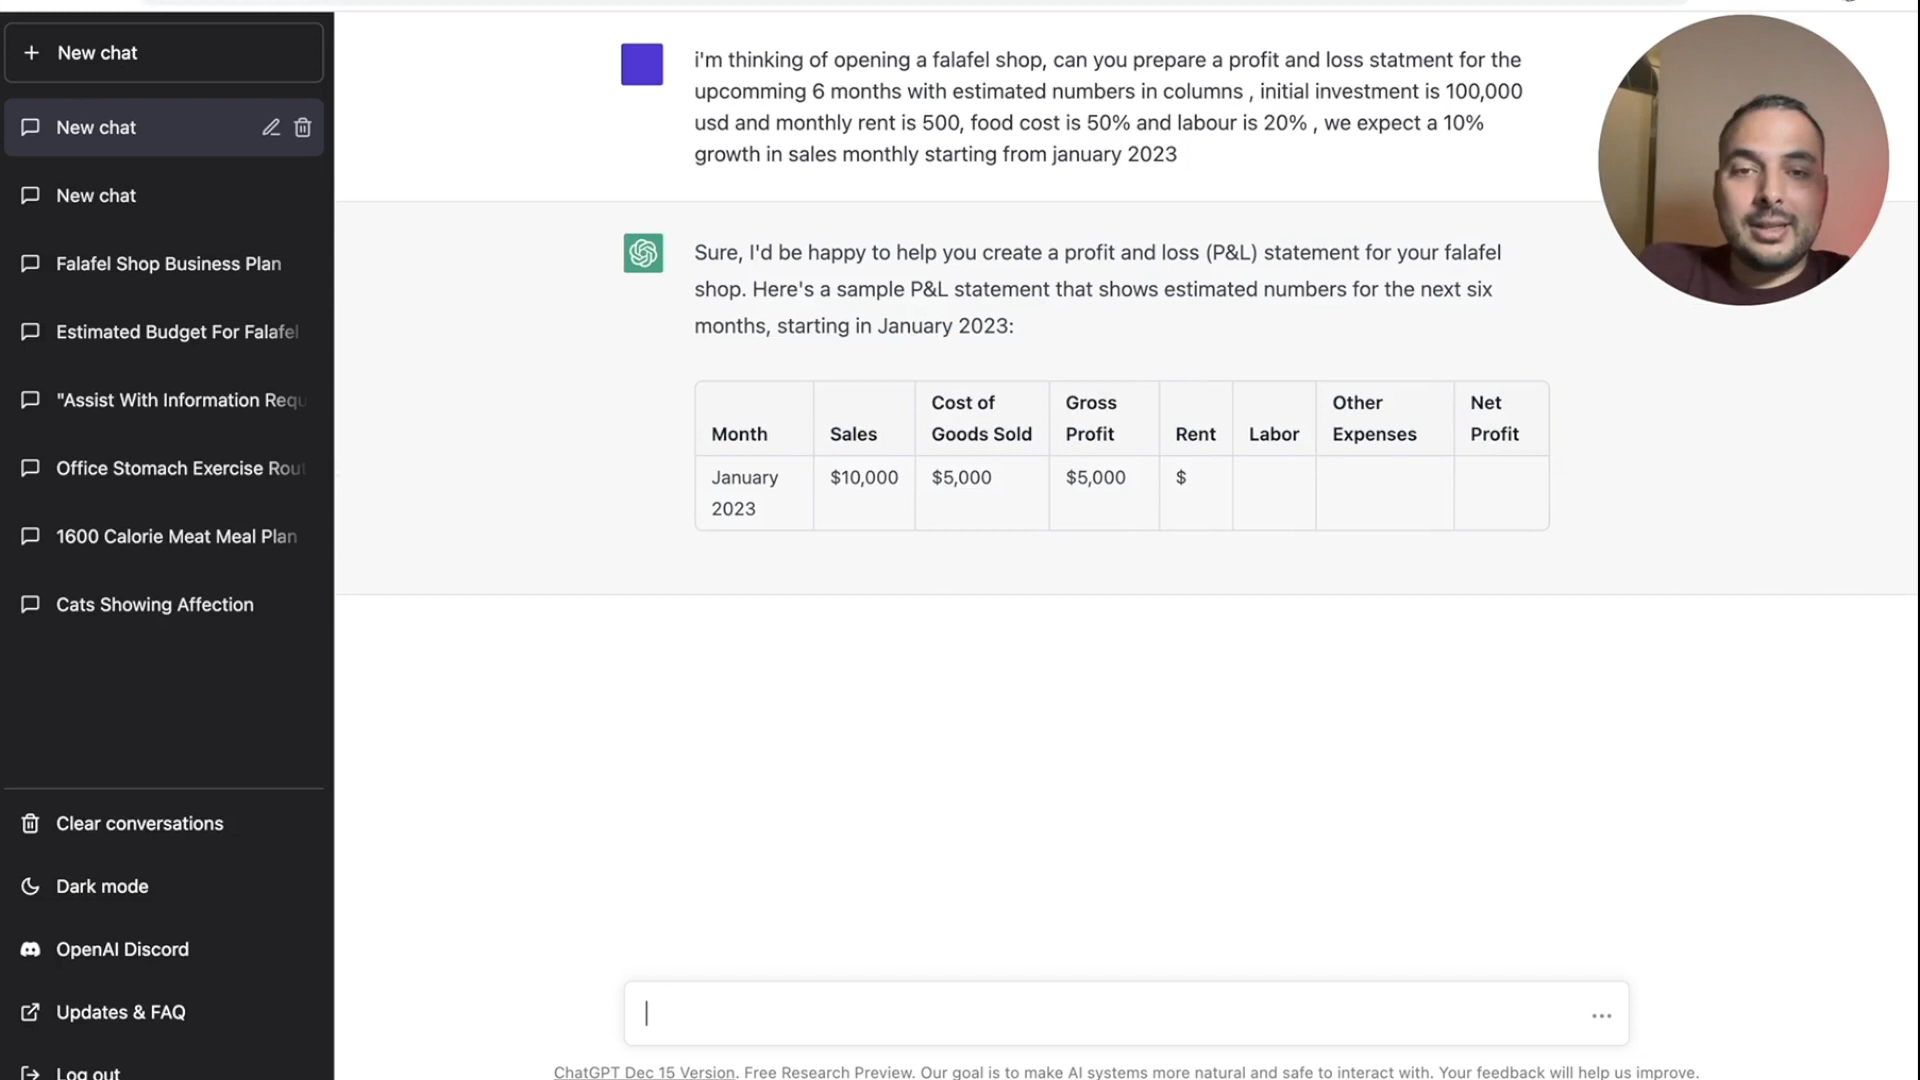 New chat
New chat
New chat
Falafel Shop Business Plan
Estimated Budget For Falafel
"Assist With Information Requ
Office Stomach Exercise Rout
1600 Calorie Meat Meal Plan
Cats Showing Affection
Clear conversations
Dark mode
OpenAI Discord
Updates & FAQ
Log out
i'm thinking of opening a falafel shop, can you prepare a profit and loss statment for the
upcomming 6 months with estimated numbers in columns , initial investment is 100,000
usd and monthly rent is 500, food cost is 50% and labour is 20% , we expect a 10%
growth in sales monthly starting from january 2023
Sure, I'd be happy to help you create a profit and loss (P&L) statement for your falafel
shop. Here's a sample P&L statement that shows estimated numbers for the next six
months, starting in January 2023:
Month Sales Cost of Goods Sold Gross Profit Rent Labor Other Expenses Net Profit
January 2023 $10,000 $5,000 $5,000 $
ChatGPT Dec 15 Version. Free Research Preview. Our goal is to make AI systems more natural and safe to interact with. Your feedback will help us improve.